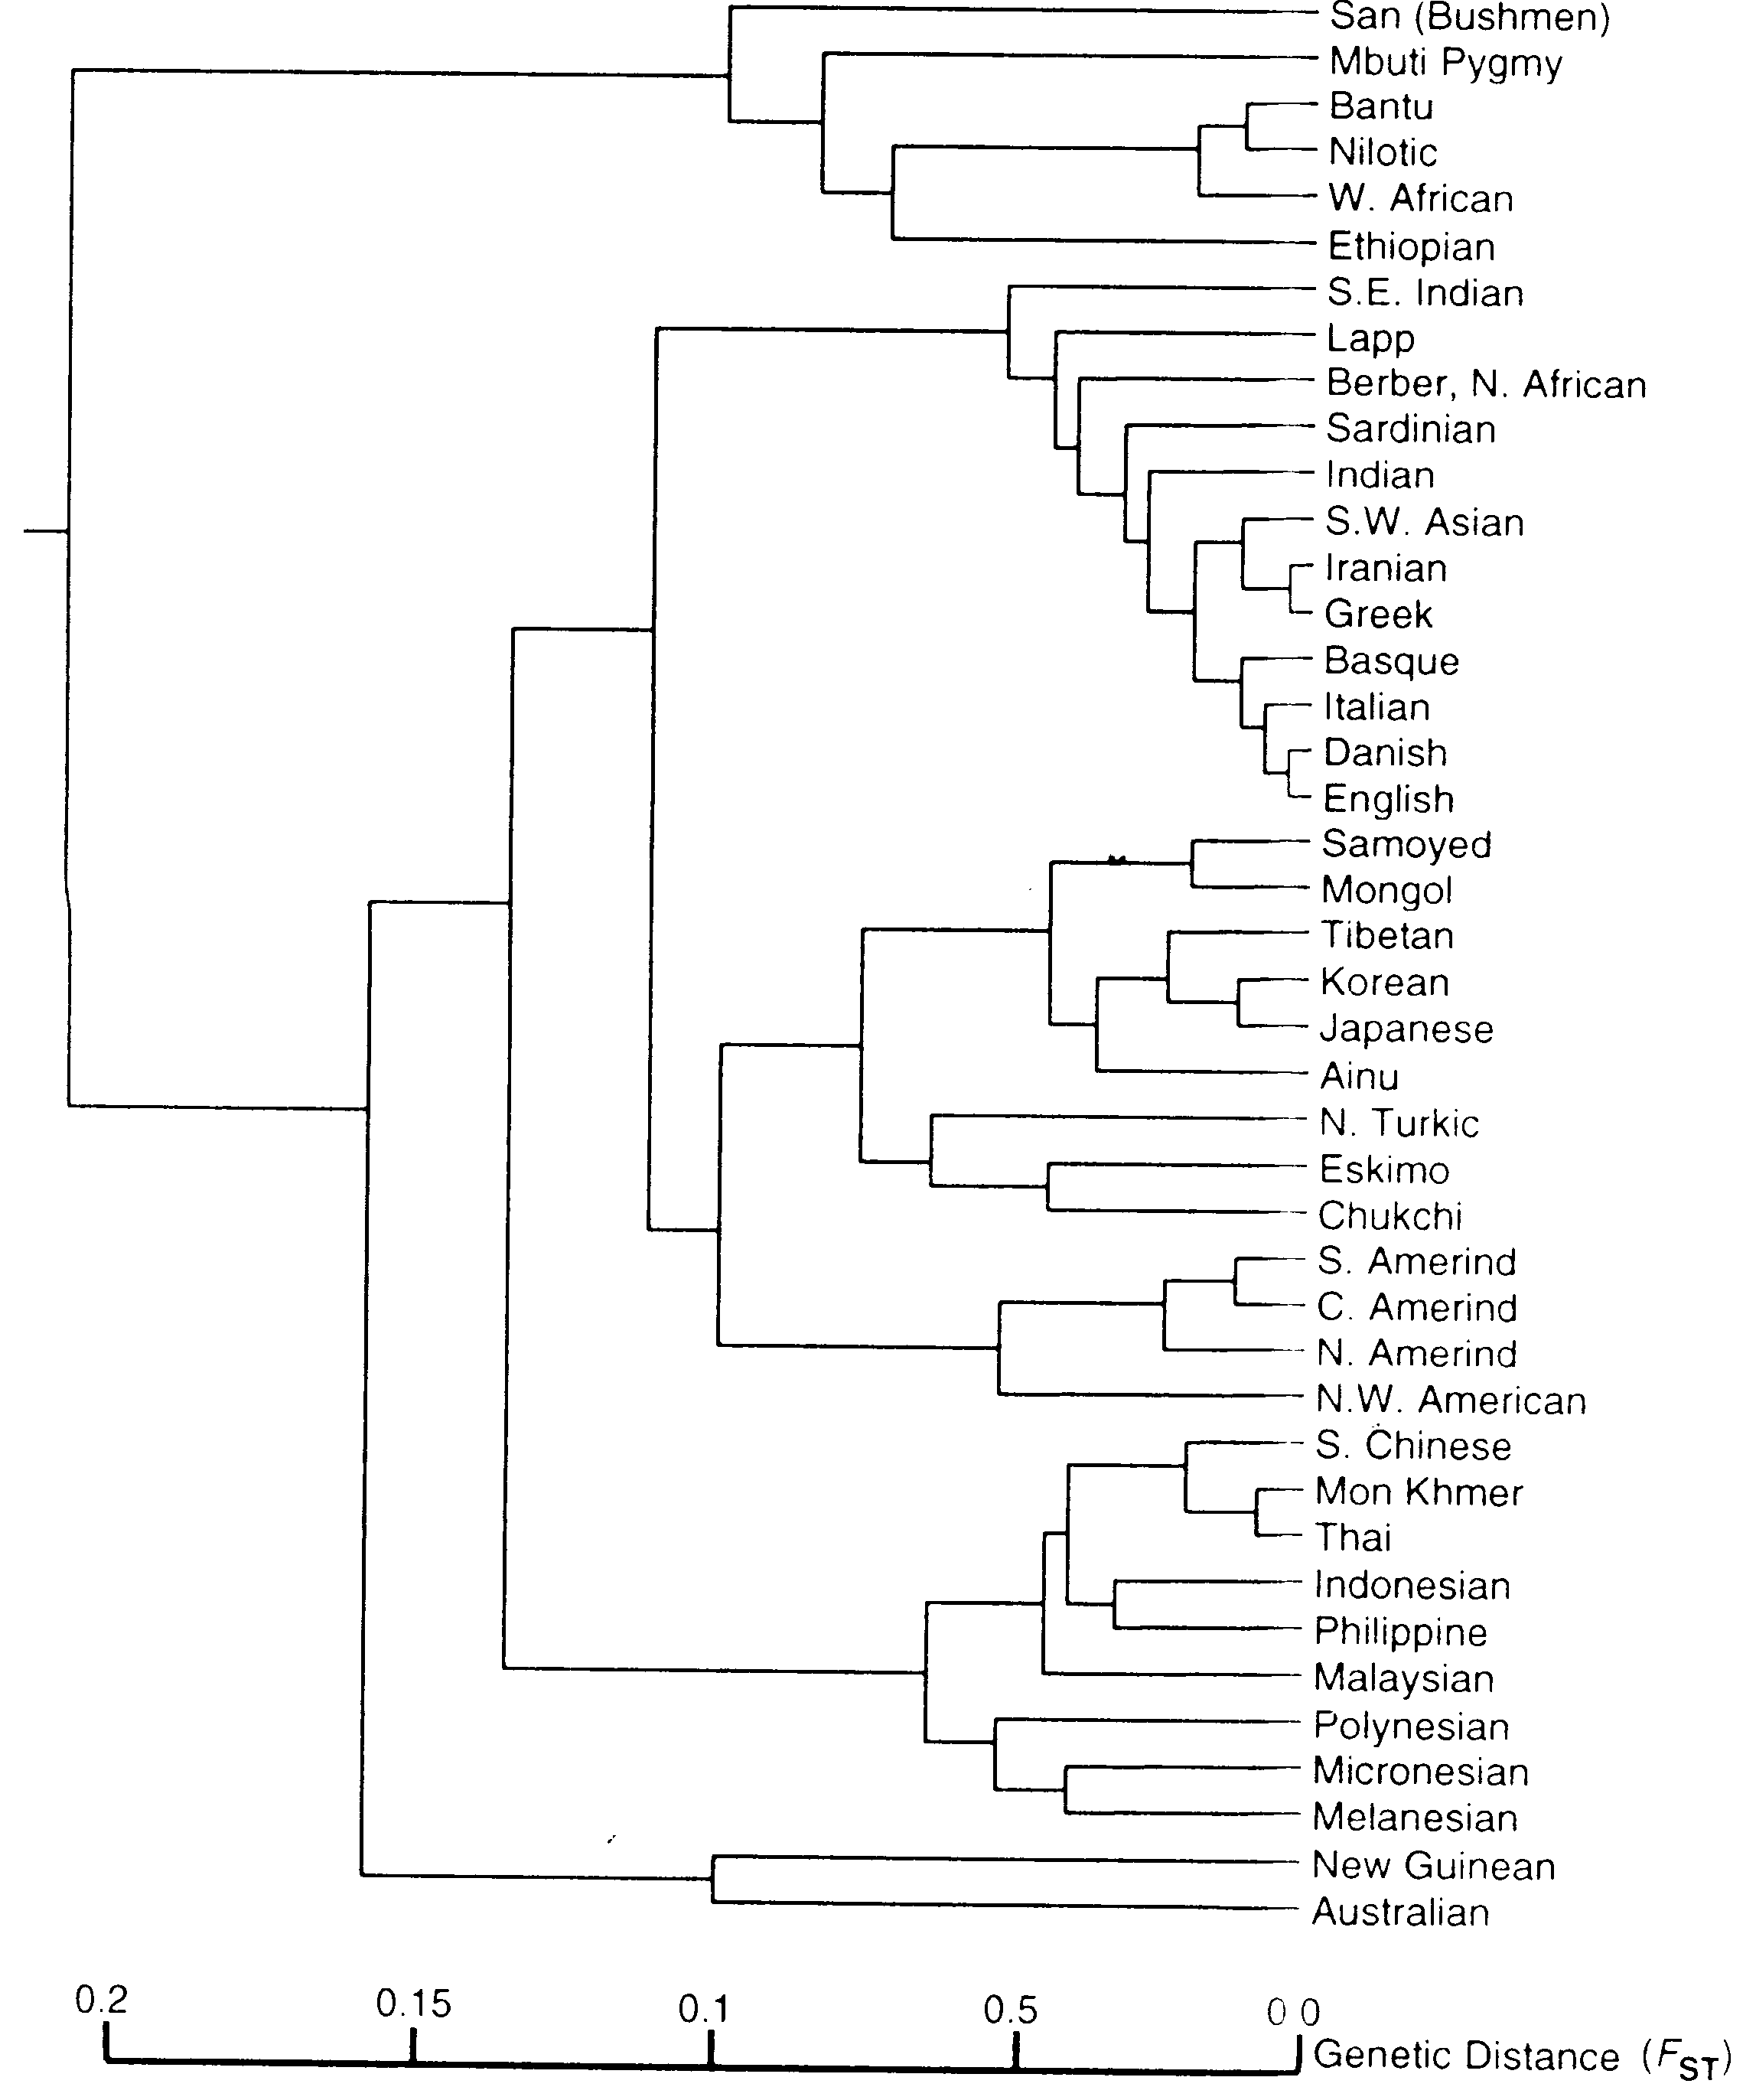 San (Bushmen)
Mbuti Pygmy
Bantu
Nilotic
W. African
Ethiopian
S.E. Indian
Lapp
Berber, N. African
Sardinian
Indian
S.W. Asian
Iranian
Greek
Basque
Italian
Danish
English
Samoyed
Mongol
Tibetan
Korean
Japanese
Ainu
N. Turkic
Eskimo
Chukchi
S. Amerind
C. Amerind
N. Amerind
N.W. American
S. Chinese
Mon Khmer
Thai
Indonesian
Philippine
Malaysian
Polynesian
Micronesian
Melanesian
New Guinean
Australian
0.2 0.15 0.1 0.5 0 0
Genetic Distance (FST)